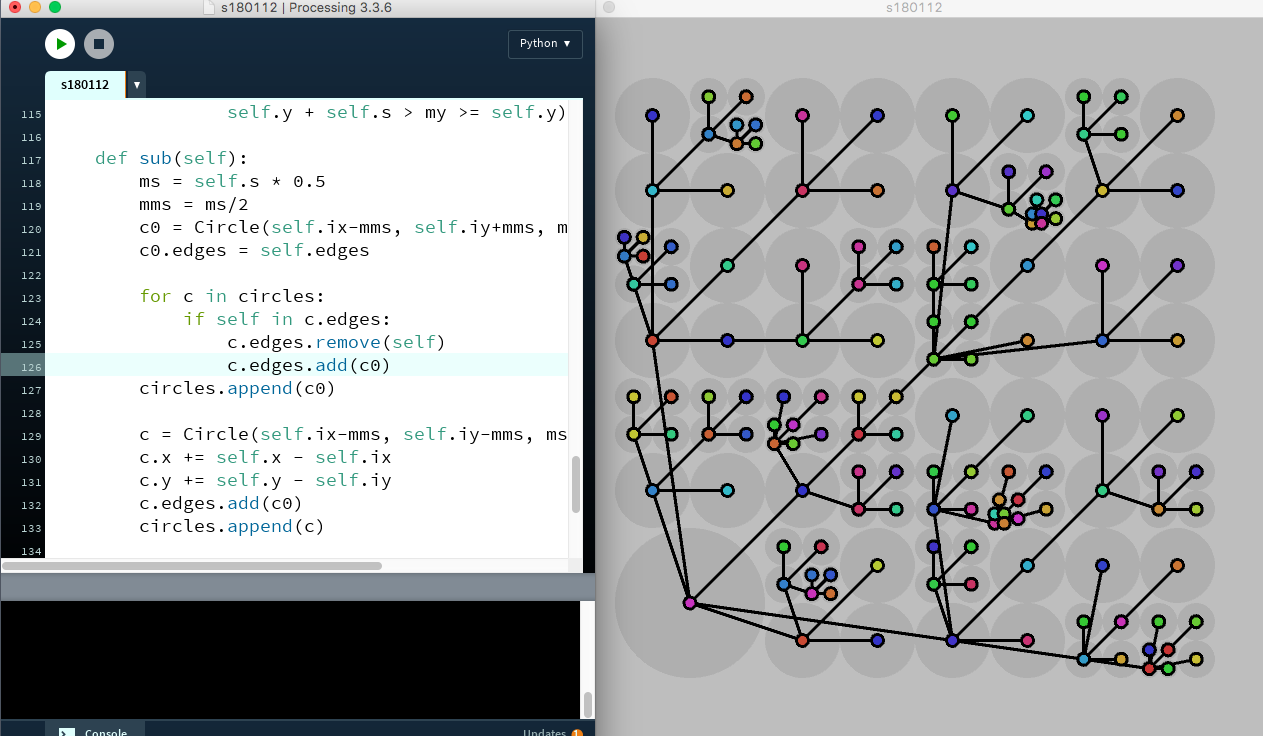 s180112 | Processing 3.3.6
s180112
Python ▼
s180112
▼
115 self.y + self.s > my >= self.y)
116
117 def sub(self):
118 ms = self.s * 0.5
119 mms = ms/2
120 c0 = Circle(self.ix-mms, self.iy+mms, m
121 c0.edges = self.edges
122
123 for c in circles:
124 if self in c.edges:
125 c.edges.remove(self)
126 c.edges.add(c0)
127 circles.append(c0)
128
129 c = Circle(self.ix-mms, self.iy-mms, ms
130 c.x += self.x - self.ix
131 c.y += self.y - self.iy
132 c.edges.add(c0)
133 circles.append(c)
134
>_ Console
Updates 1